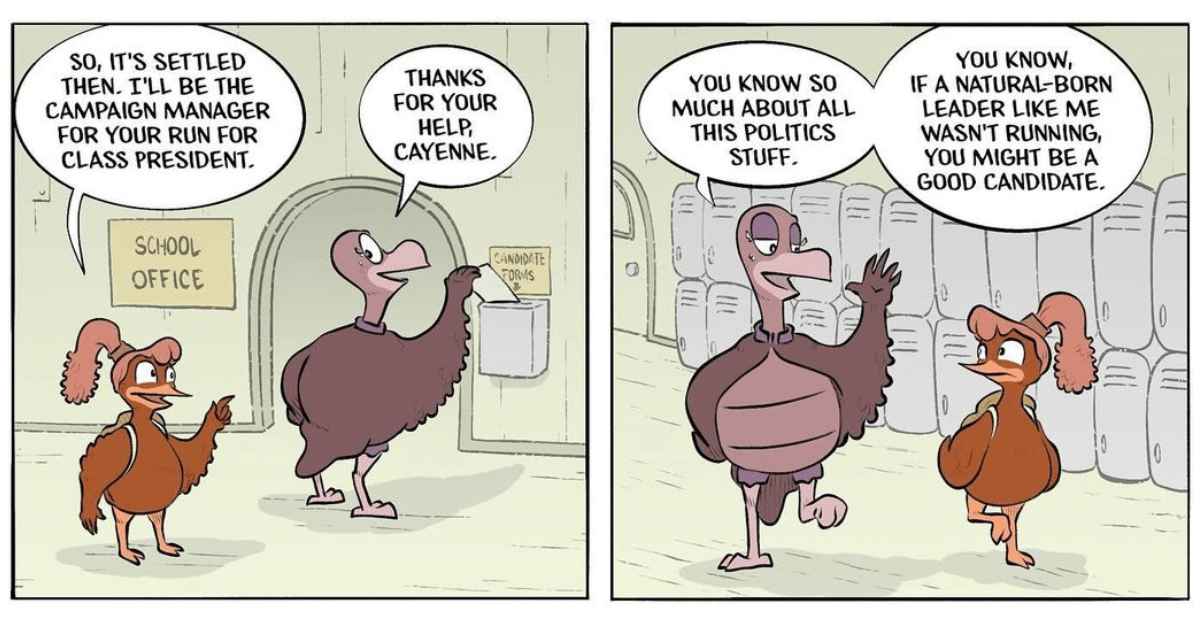 SO, IT'S SETTLED
THEN. I'LL BE THE
CAMPAIGN MANAGER
FOR YOUR RUN FOR
CLASS PRESIDENT.
THANKS
FOR YOUR
HELP,
CAYENNE.
SCHOOL
OFFICE
CANDIDATE
FORMS
YOU KNOW SO
MUCH ABOUT ALL
THIS POLITICS
STUFF.
YOU KNOW,
IF A NATURAL-BORN
LEADER LIKE ME
WASN'T RUNNING,
YOU MIGHT BE A
GOOD CANDIDATE.